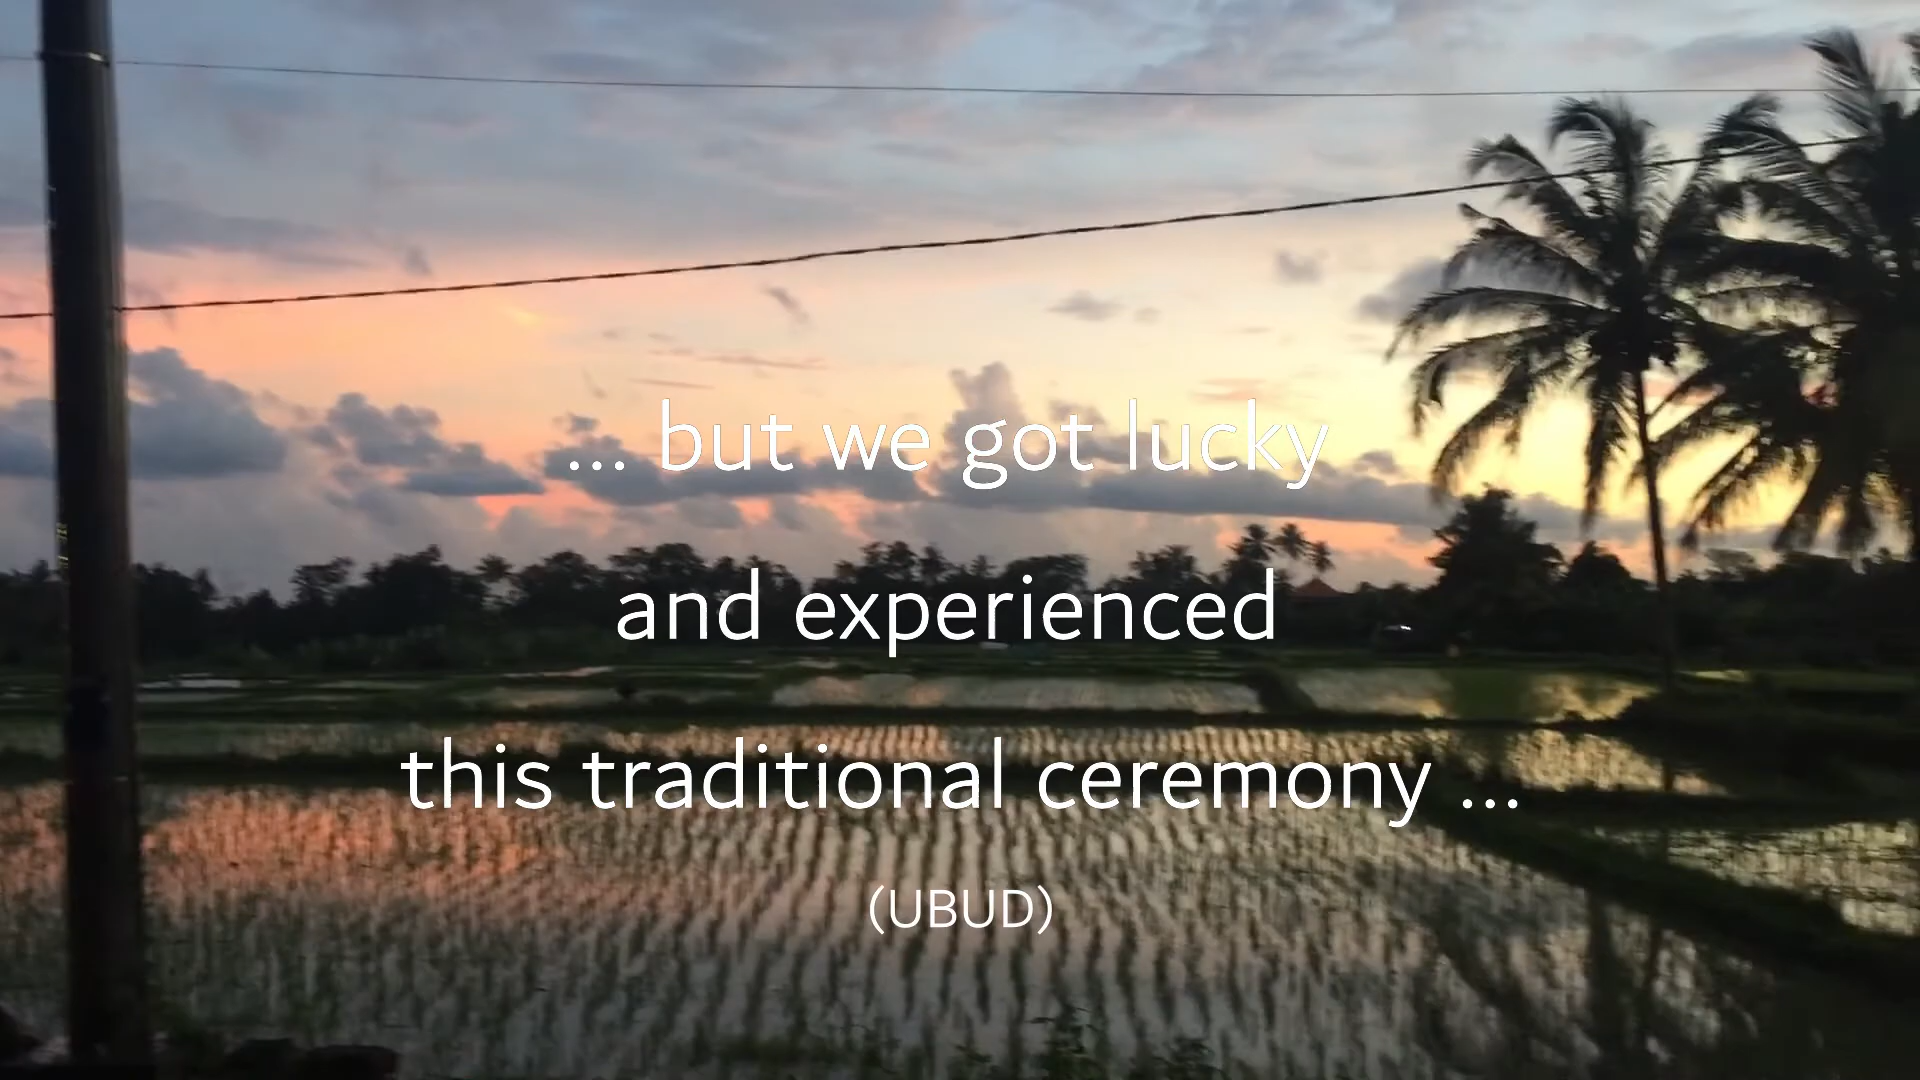 ... but we got lucky
and experienced
this traditional ceremony ...
(UBUD)